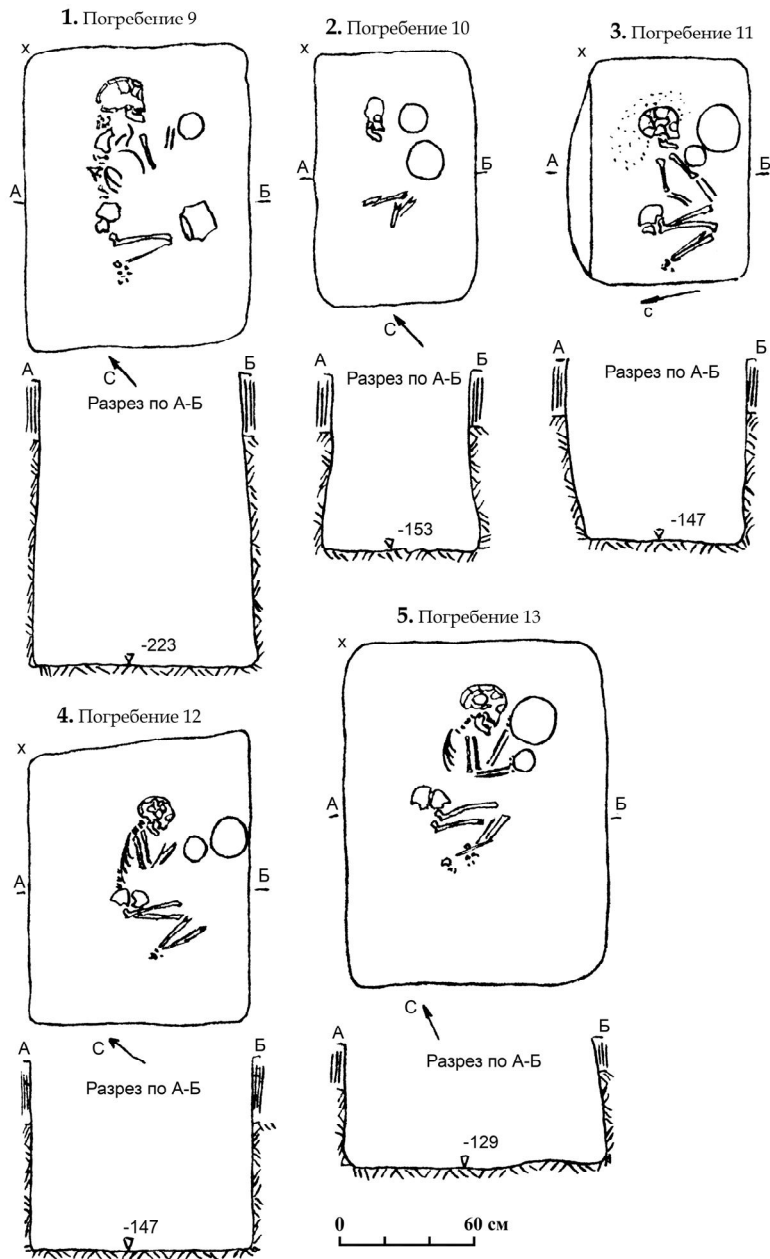 1. Погребение 9
х
А
Б
С
А
Б
Разрез по А-Б
-223
2. Погребение 10
х
А
Б
С
А
Б
Разрез по А-Б
-153
3. Погребение 11
х
А
Б
с
А
Б
Разрез по А-Б
-147
4. Погребение 12
х
А
Б
С
А
Б
Разрез по А-Б
-147
5. Погребение 13
х
А
Б
С
А
Б
Разрез по А-Б
-129
0 60 см